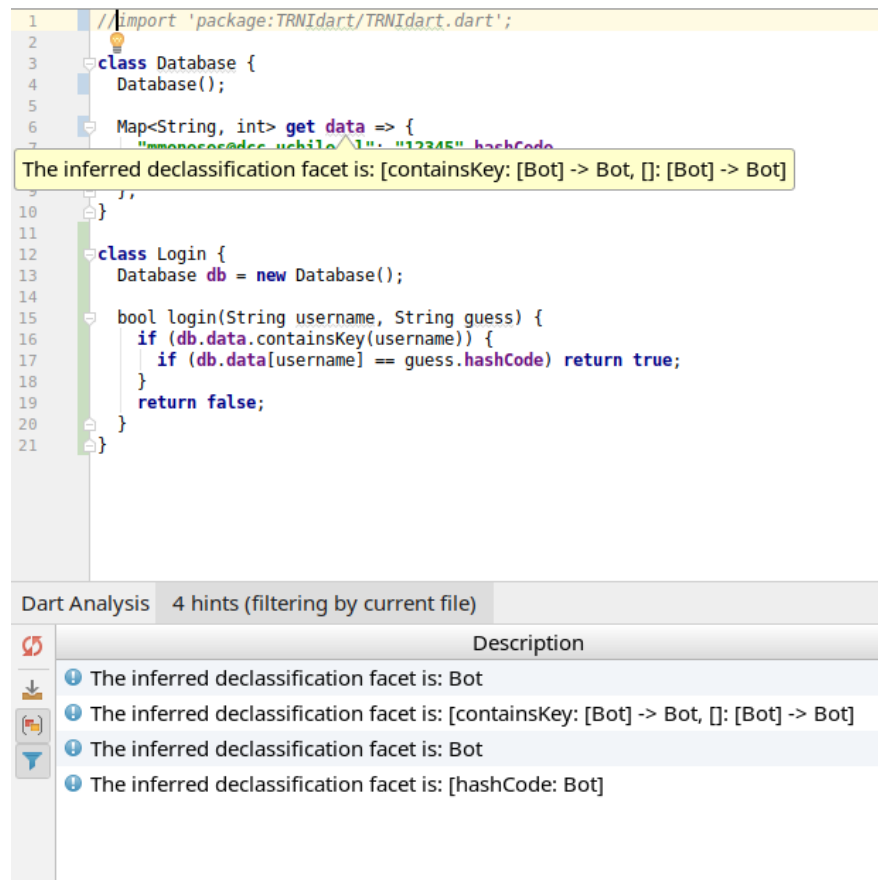 1 //import 'package:TRNIdart/TRNIdart.dart';
2
3 class Database {
4 Database();
5
6 Map<String, int> get data => {
The inferred declassification facet is: [containsKey: [Bot] -> Bot, []: [Bot] -> Bot]
10 }
11
12 class Login {
13 Database db = new Database();
14
15 bool login(String username, String guess) {
16 if (db.data.containsKey(username)) {
17 if (db.data[username] == guess.hashCode) return true;
18 }
19 return false;
20 }
21 }
Dart Analysis 4 hints (filtering by current file)
Description
The inferred declassification facet is: Bot
The inferred declassification facet is: [containsKey: [Bot] -> Bot, []: [Bot] -> Bot]
The inferred declassification facet is: Bot
The inferred declassification facet is: [hashCode: Bot]